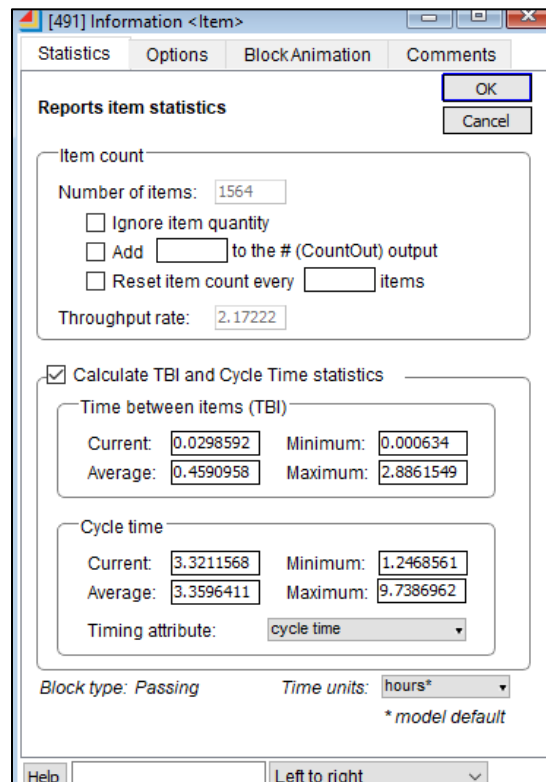 [491] Information <Item>
Statistics Options Block Animation Comments
OK
Reports item statistics
Cancel
Item count
Number of items: 1564
Ignore item quantity
Add to the # (CountOut) output
Reset item count every items
Throughput rate: 2.17222
Calculate TBI and Cycle Time statistics
Time between items (TBI)
Current: 0.0298592 Minimum: 0.000634
Average: 0.4590958 Maximum: 2.8861549
Cycle time
Current: 3.3211568 Minimum: 1.2468561
Average: 3.3596411 Maximum: 9.7386962
Timing attribute: cycle time
Block type: Passing Time units: hours*
* model default
Help Left to right